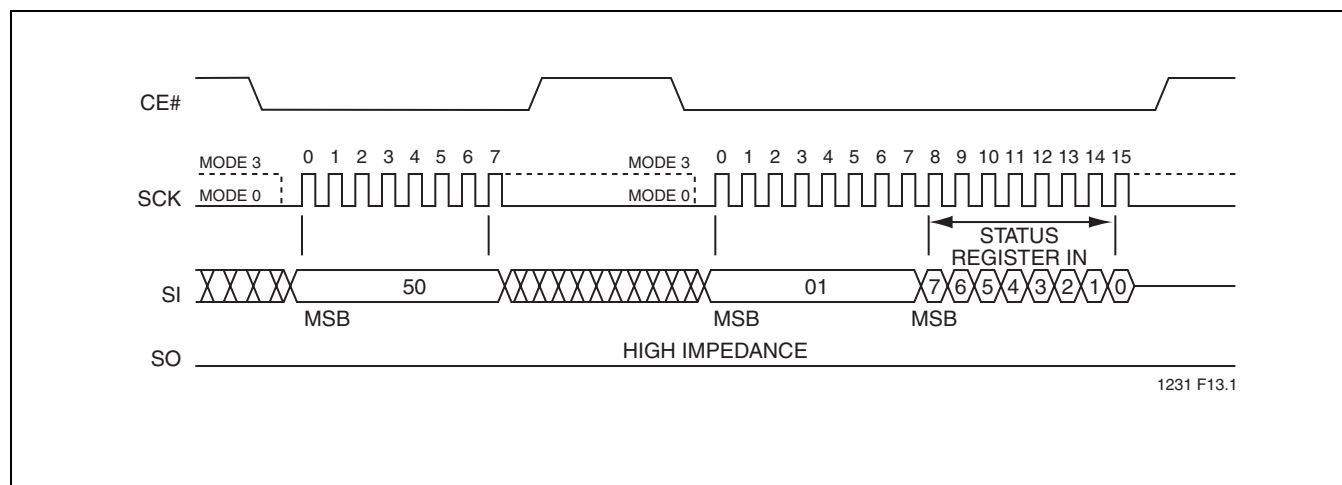 CE#
MODE 3 0 1 2 3 4 5 6 7 MODE 3 0 1 2 3 4 5 6 7 8 9 10 11 12 13 14 15
SCK MODE 0 MODE 0
STATUS
REGISTER IN
SI 50 01 7 6 5 4 3 2 1 0
MSB MSB MSB
SO HIGH IMPEDANCE
1231 F13.1